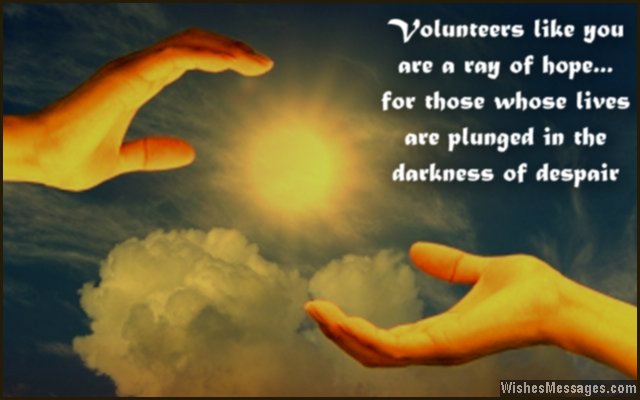 Volunteers like you
are a ray of hope...
for those whose lives
are plunged in the
darkness of despair
WishesMessages.com